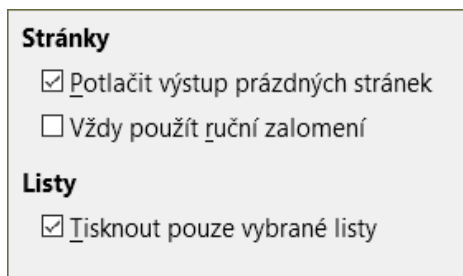 Stránky
Potlačit výstup prázdných stránek
Vždy použít ruční zalomení
Listy
Tisknout pouze vybrané listy